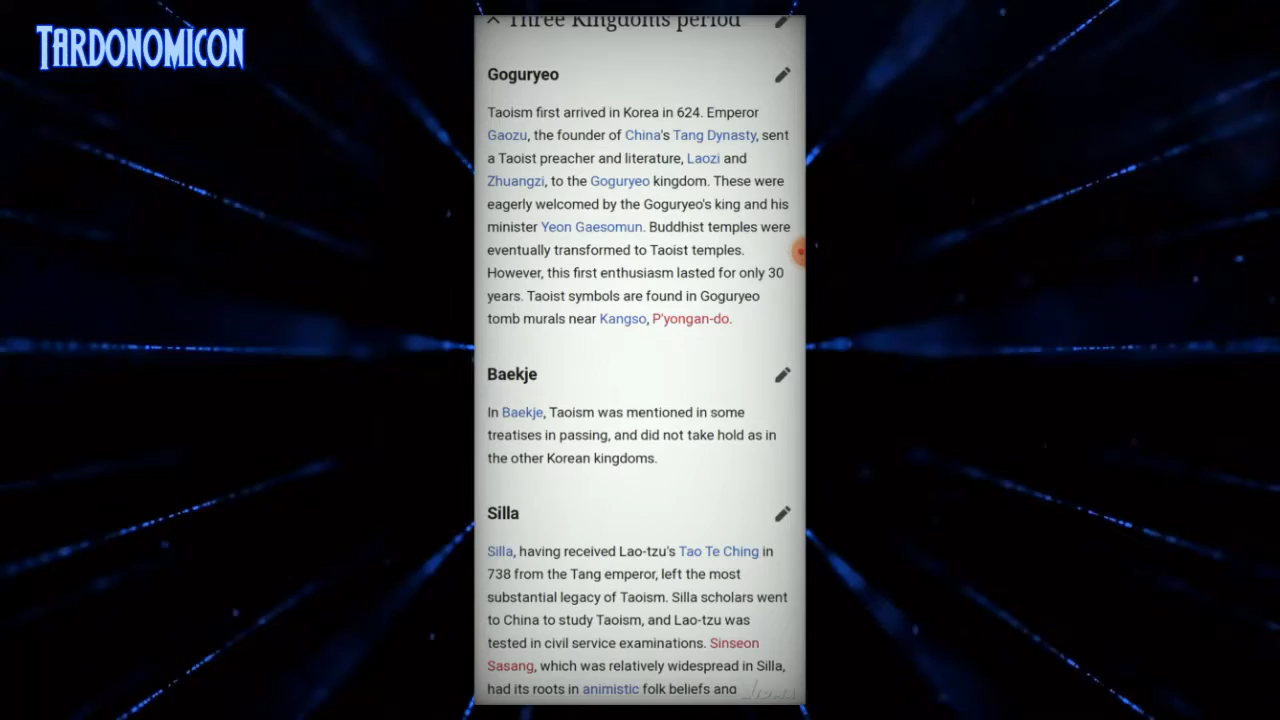 TARDONOMICON
Three Kingdoms period
Goguryeo
Taoism first arrived in Korea in 624. Emperor
Gaozu, the founder of China's Tang Dynasty, sent
a Taoist preacher and literature, Laozi and
Zhuangzi, to the Goguryeo kingdom. These were
eagerly welcomed by the Goguryeo's king and his
minister Yeon Gaesomun. Buddhist temples were
eventually transformed to Taoist temples.
However, this first enthusiasm lasted for only 30
years. Taoist symbols are found in Goguryeo
tomb murals near Kangso, P'yongan-do.
Baekje
In Baekje, Taoism was mentioned in some
treatises in passing, and did not take hold as in
the other Korean kingdoms.
Silla
Silla, having received Lao-tzu's Tao Te Ching in
738 from the Tang emperor, left the most
substantial legacy of Taoism. Silla scholars went
to China to study Taoism, and Lao-tzu was
tested in civil service examinations. Sinseon
Sasang, which was relatively widespread in Silla,
had its roots in animistic folk beliefs and